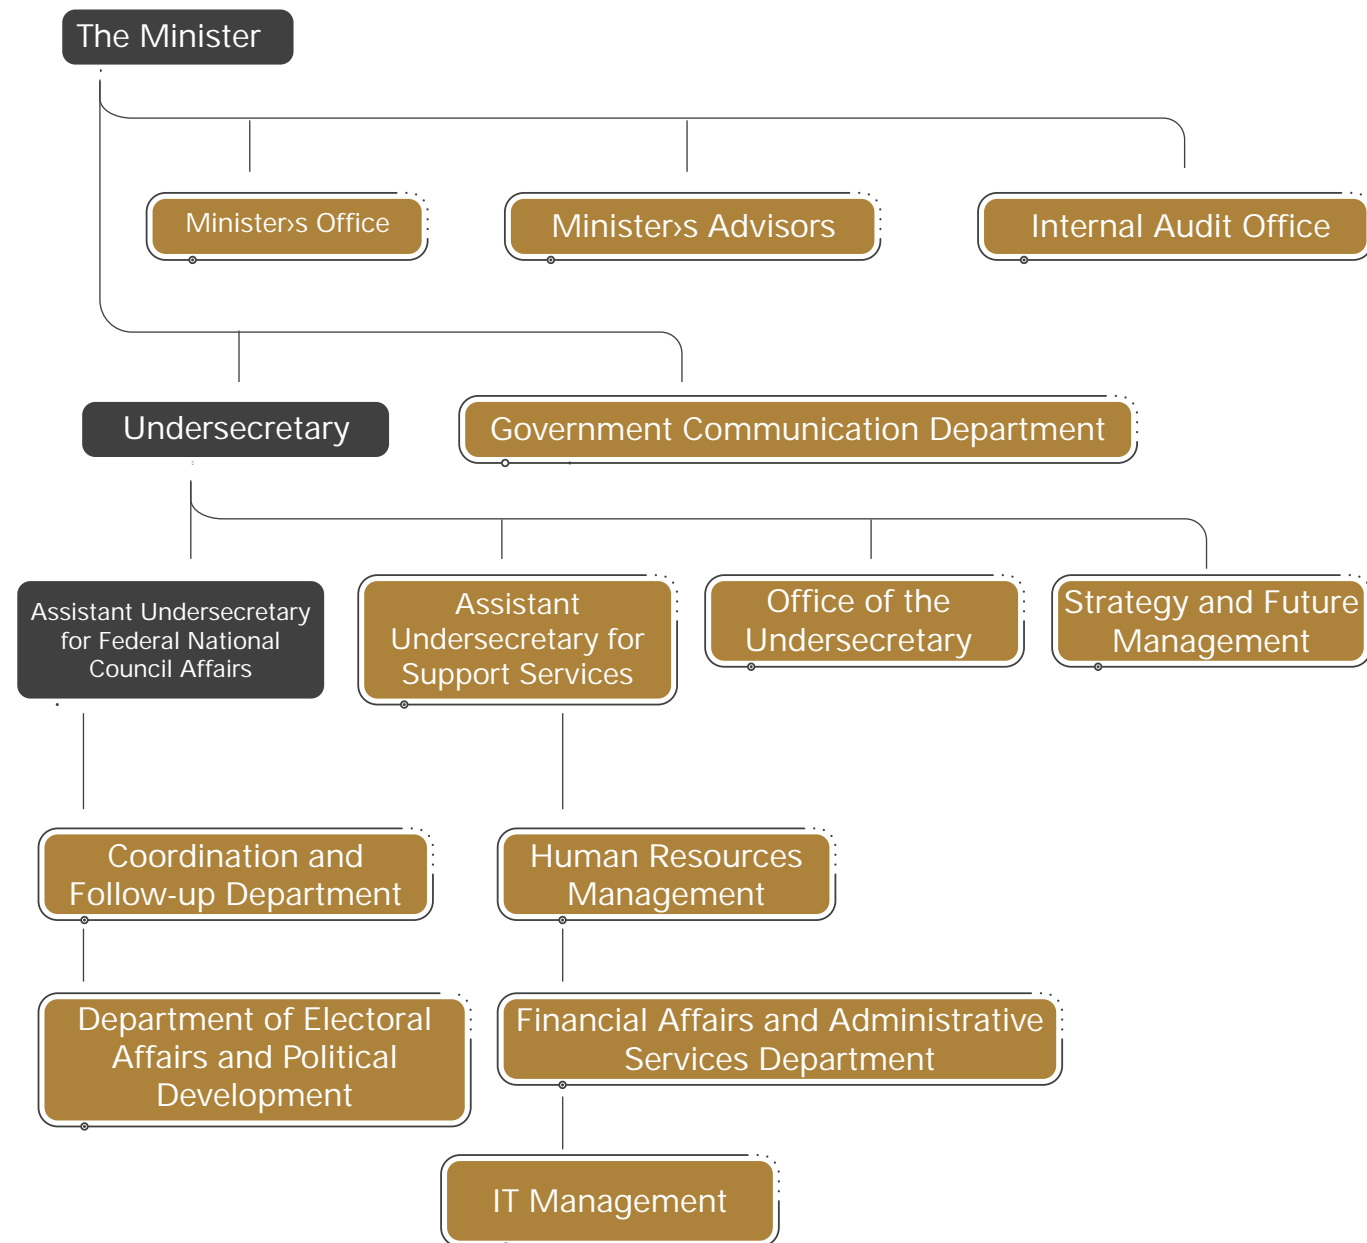 The Minister
Minister›s Office
Minister›s Advisors
Internal Audit Office
Undersecretary
Government Communication Department
Assistant Undersecretary
for Federal National
Council Affairs
Assistant
Undersecretary for
Support Services
Office of the
Undersecretary
Strategy and Future
Management
Coordination and
Follow-up Department
Human Resources
Management
Department of Electoral
Affairs and Political
Development
Financial Affairs and Administrative
Services Department
IT Management